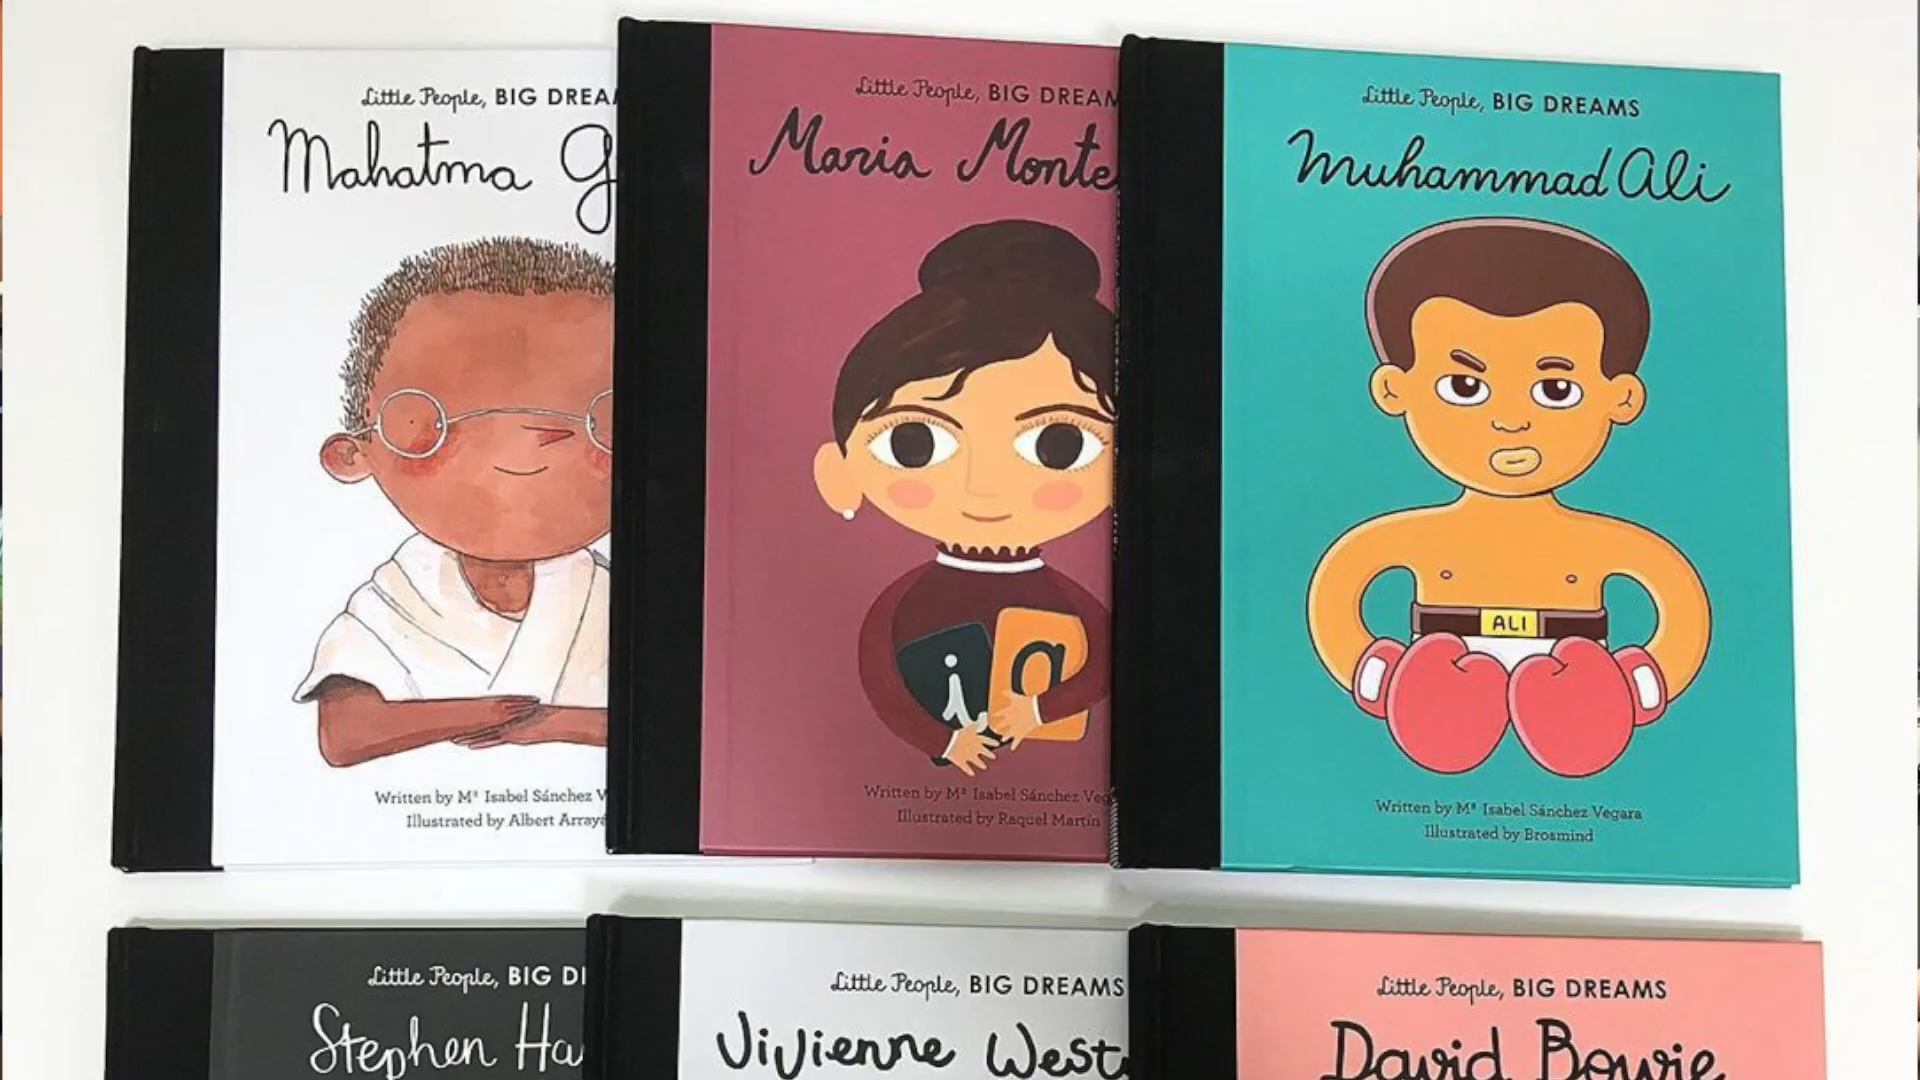 Little People, BIG DREAM
Mahatma G
Written by Mª Isabel Sánchez V
Illustrated by Albert Arraya
Little People, BIG DREAM
Maria Monte
i
a
Written by Mª Isabel Sánchez Veg
Illustrated by Raquel Martín
Little People, BIG DREAMS
Muhammad Ali
ALI
Written by Mª Isabel Sánchez Vegara
Illustrated by Brosmind
Little People, BIG DR
Stephen Ha
Little People, BIG DREAMS
Vivienne West
Little People, BIG DREAMS
David Bowie